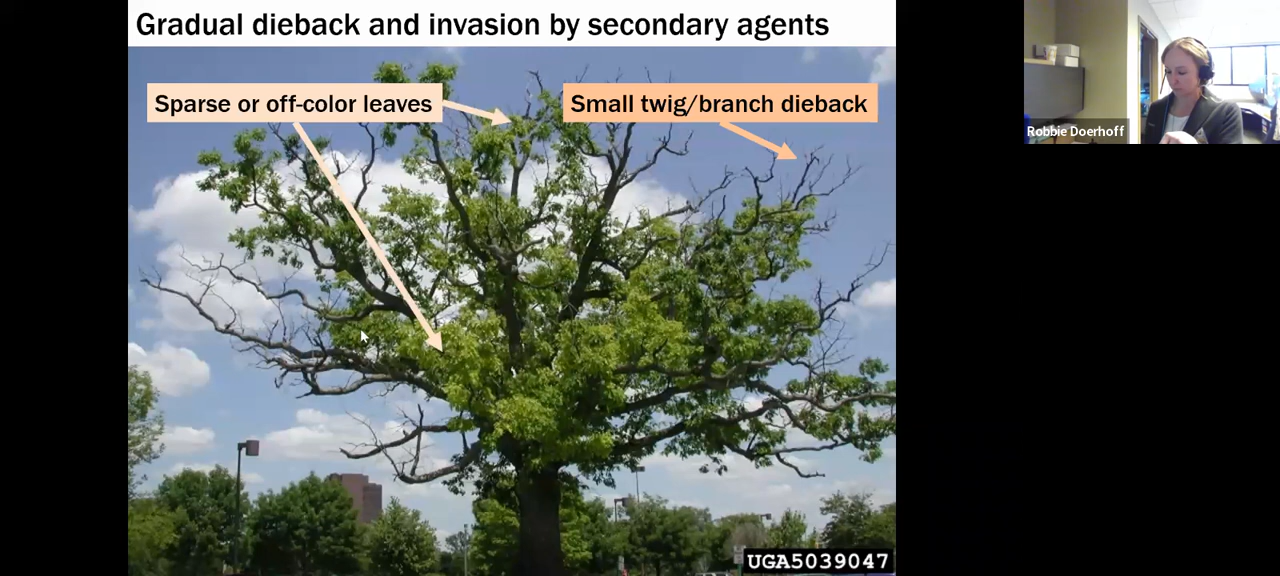 Gradual dieback and invasion by secondary agents
Sparse or off-color leaves
Small twig/branch dieback
Robbie Doerhoff
UGA5039047